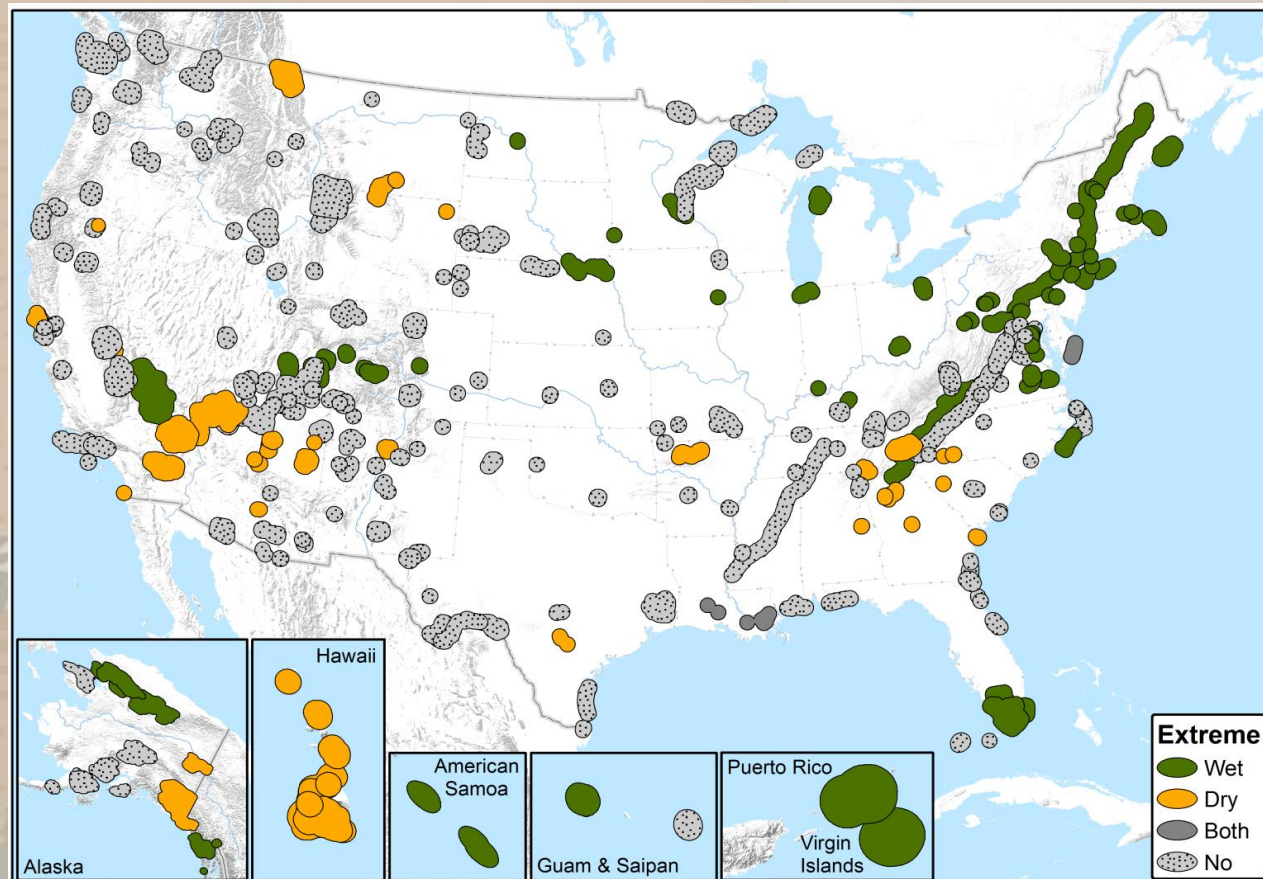 Alaska
Hawaii
American
Samoa
Guam & Saipan
Puerto Rico
Virgin
Islands
Extreme
Wet
Dry
Both
No